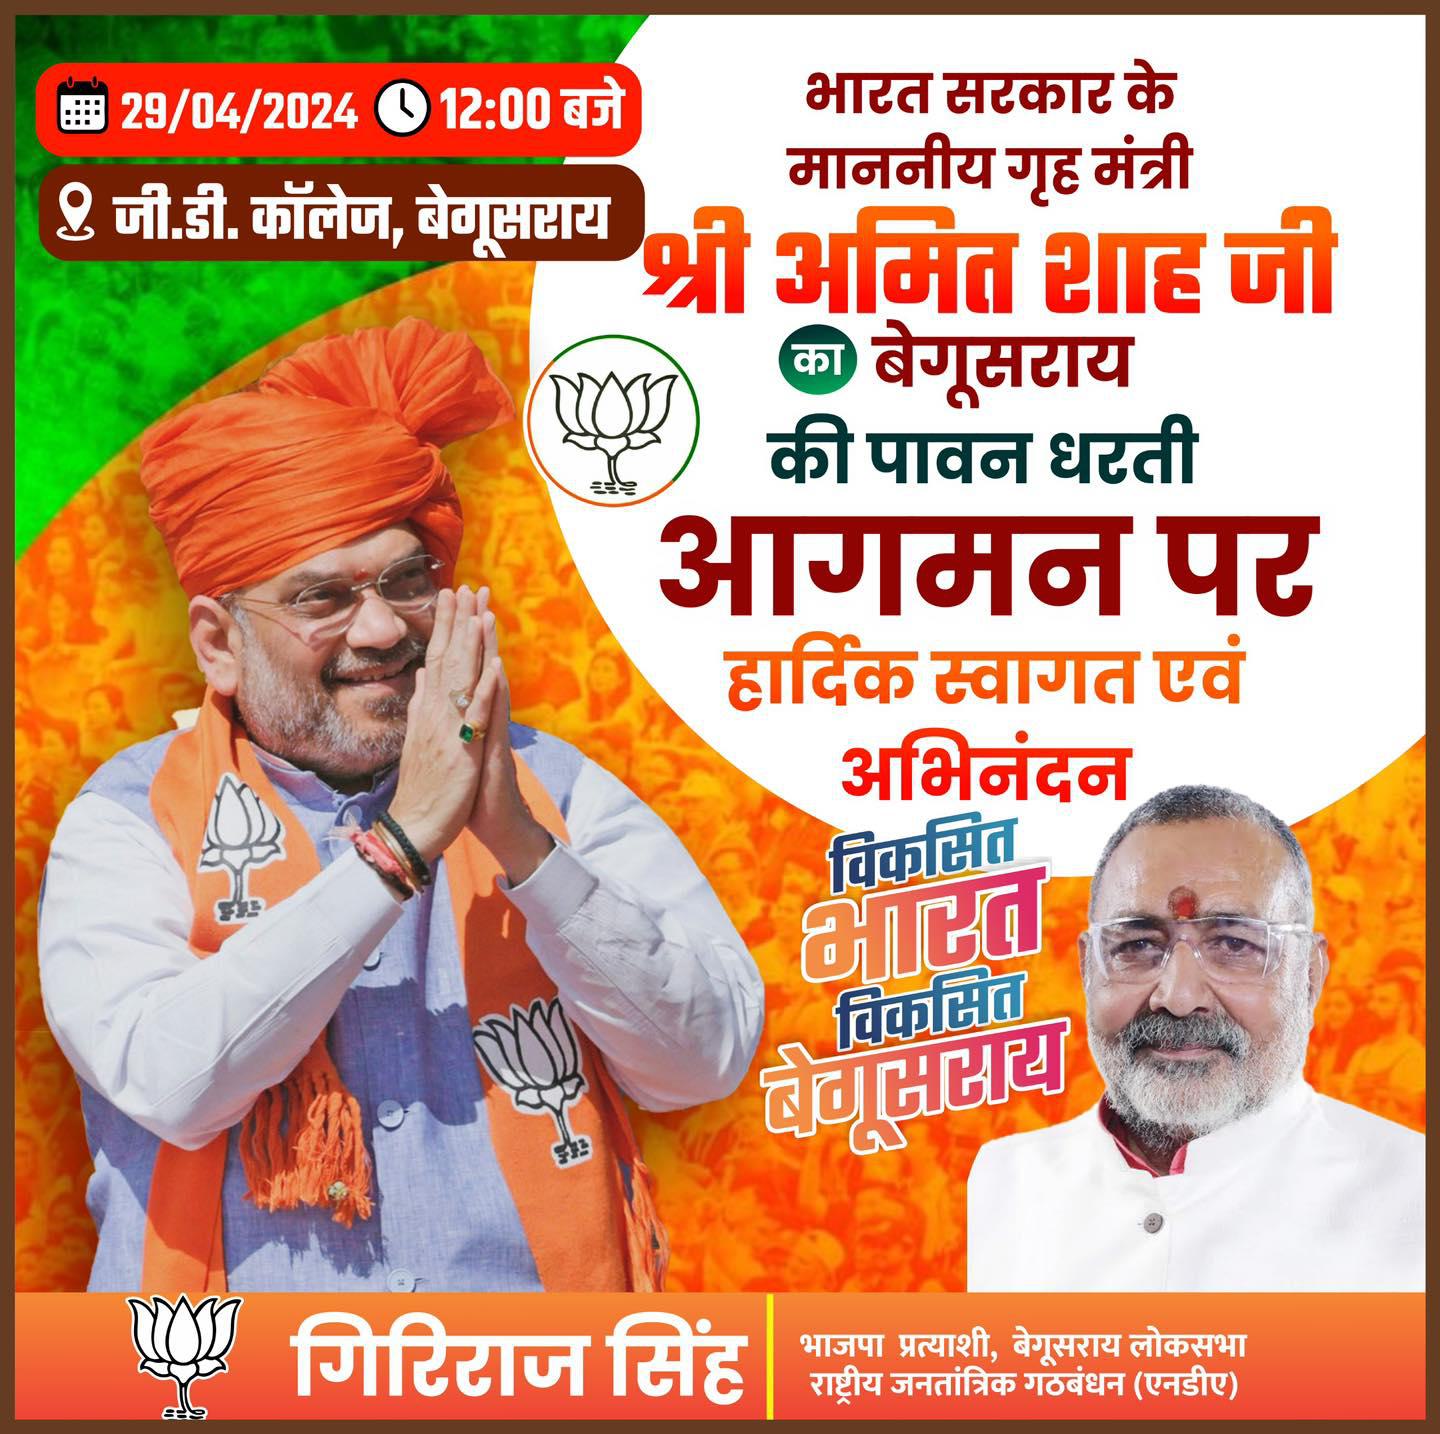 29/04/2024 12:00 बजे
जी.डी. कॉलेज, बेगूसराय
भारत सरकार के
माननीय गृह मंत्री
श्री अमित शाह जी
का बेगूसराय
की पावन धरती
आगमन पर
हार्दिक स्वागत एवं
अभिनंदन
विकसित
भारत
विकसित
बेगूसराय
गिरिराज सिंह
भाजपा प्रत्याशी, बेगूसराय लोकसभा
राष्ट्रीय जनतांत्रिक गठबंधन (एनडीए)